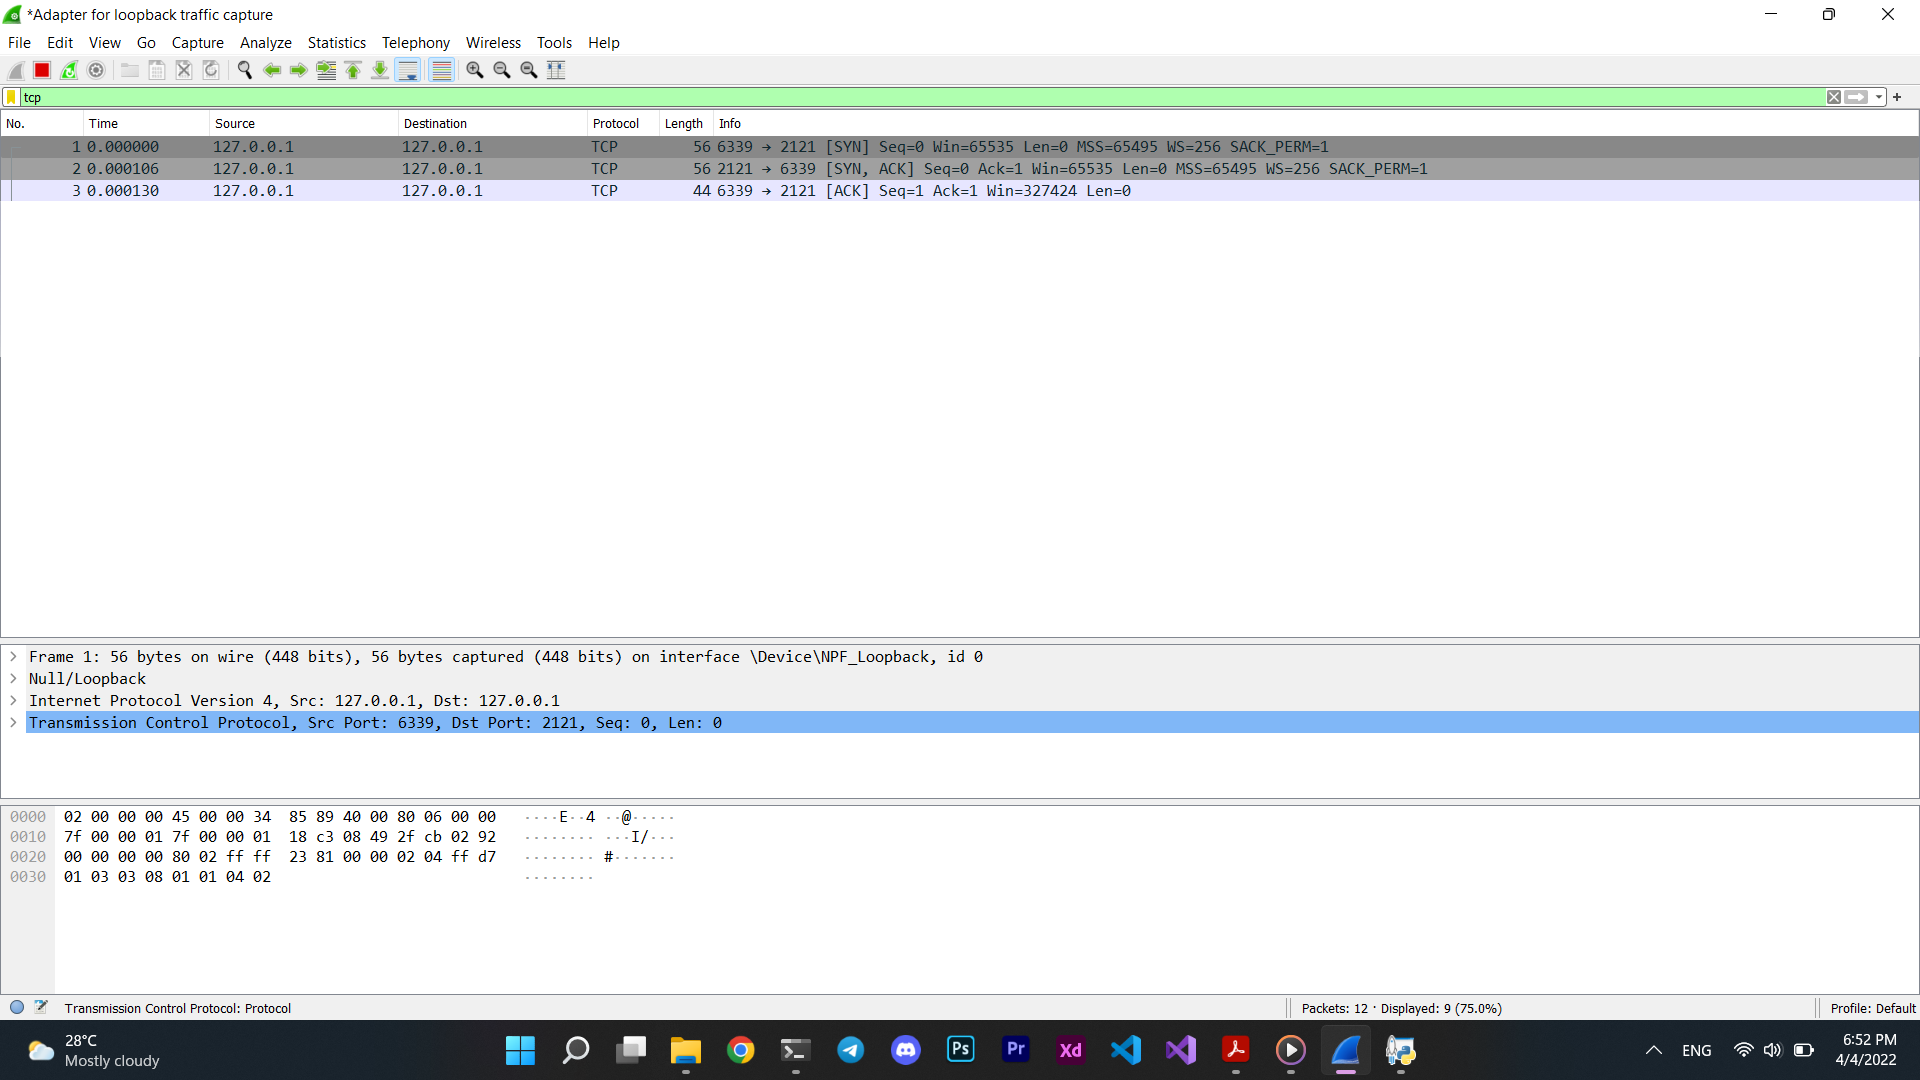 *Adapter for loopback traffic capture
File Edit View Go Capture Analyze Statistics Telephony Wireless Tools Help
tcp
No. Time Source Destination Protocol Length Info
1 0.000000 127.0.0.1 127.0.0.1 TCP 56 6339 → 2121 [SYN] Seq=0 Win=65535 Len=0 MSS=65495 WS=256 SACK_PERM=1
2 0.000106 127.0.0.1 127.0.0.1 TCP 56 2121 → 6339 [SYN, ACK] Seq=0 Ack=1 Win=65535 Len=0 MSS=65495 WS=256 SACK_PERM=1
3 0.000130 127.0.0.1 127.0.0.1 TCP 44 6339 → 2121 [ACK] Seq=1 Ack=1 Win=327424 Len=0
Frame 1: 56 bytes on wire (448 bits), 56 bytes captured (448 bits) on interface \Device\NPF_Loopback, id 0
Null/Loopback
Internet Protocol Version 4, Src: 127.0.0.1, Dst: 127.0.0.1
Transmission Control Protocol, Src Port: 6339, Dst Port: 2121, Seq: 0, Len: 0
0000 02 00 00 00 45 00 00 34 85 89 40 00 80 06 00 00 ····E··4 ··@·····
0010 7f 00 00 01 7f 00 00 01 18 c3 08 49 2f cb 02 92 ········ ···I/···
0020 00 00 00 00 80 02 ff ff 23 81 00 00 02 04 ff d7 ········ #·······
0030 01 03 03 08 01 01 04 02 ········
Transmission Control Protocol: Protocol
Packets: 12 · Displayed: 9 (75.0%)
Profile: Default
28°C
Mostly cloudy
Ps
Pr
Xd
ENG
6:52 PM
4/4/2022